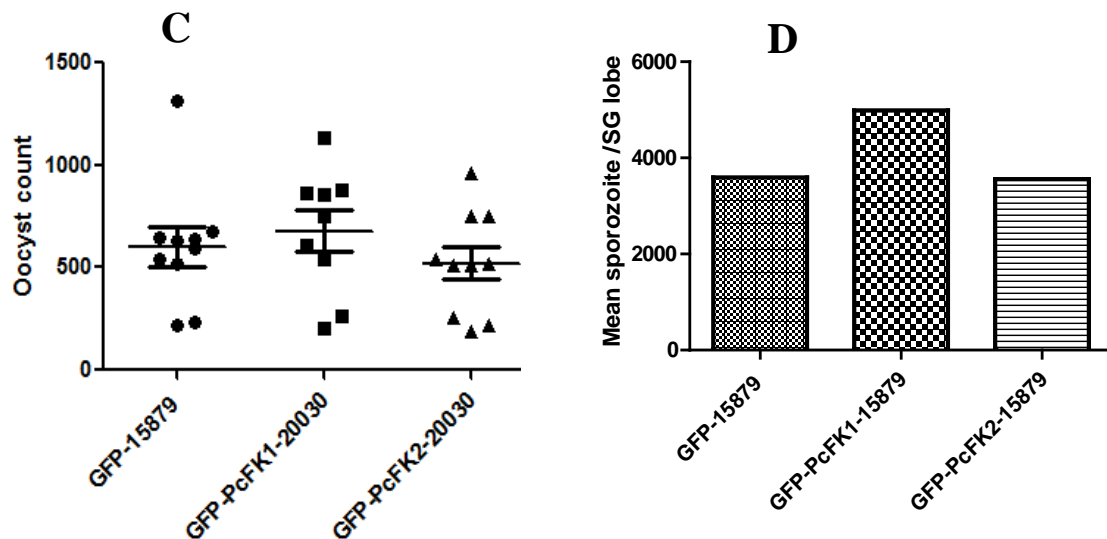 C
1500
1000
500
0
Oocyst count
GFP-15879
GFP-PcFK1-20030
GFP-PcFK2-20030
D
6000
4000
2000
0
Mean sporozoite /SG lobe
GFP-15879
GFP-PcFK1-15879
GFP-PcFK2-15879